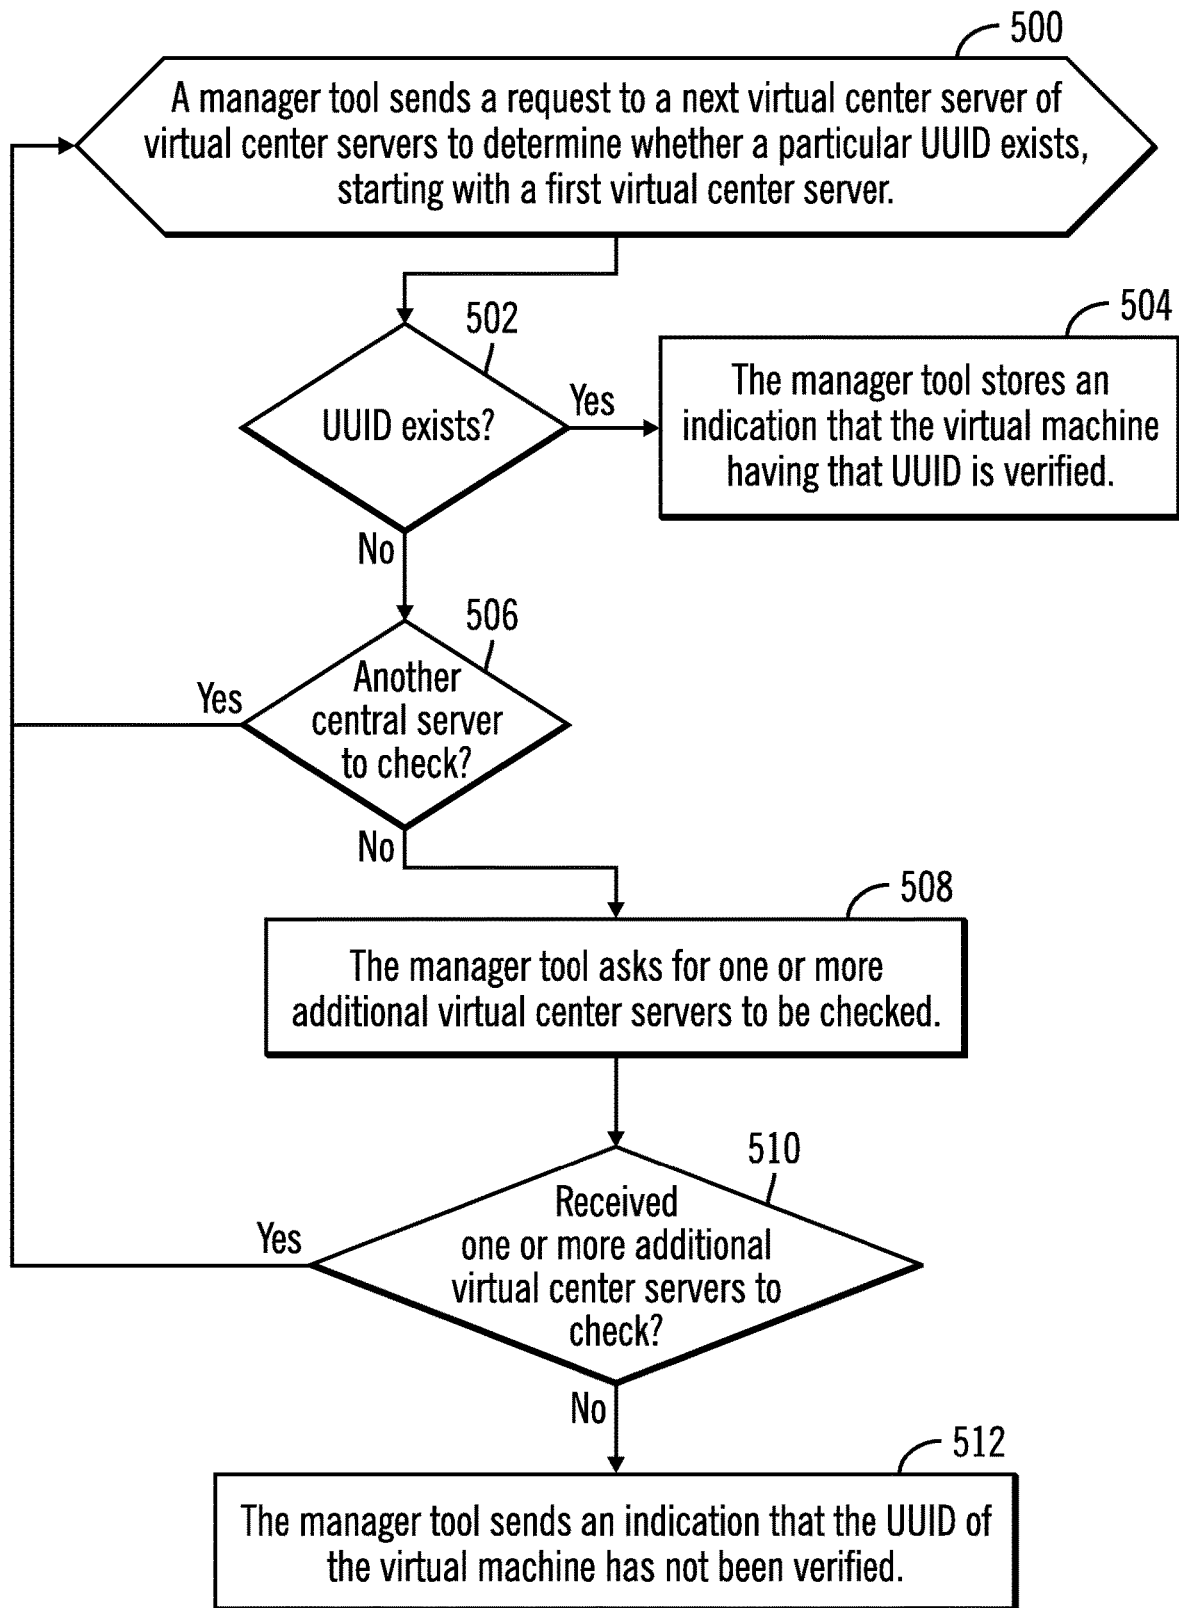 500
A manager tool sends a request to a next virtual center server of
virtual center servers to determine whether a particular UUID exists,
starting with a first virtual center server.
502
504
UUID exists?
Yes
The manager tool stores an
indication that the virtual machine
having that UUID is verified.
No
506
Another
central server
to check?
Yes
No
508
The manager tool asks for one or more
additional virtual center servers to be checked.
510
Received
one or more additional
virtual center servers to
check?
Yes
No
512
The manager tool sends an indication that the UUID of
the virtual machine has not been verified.